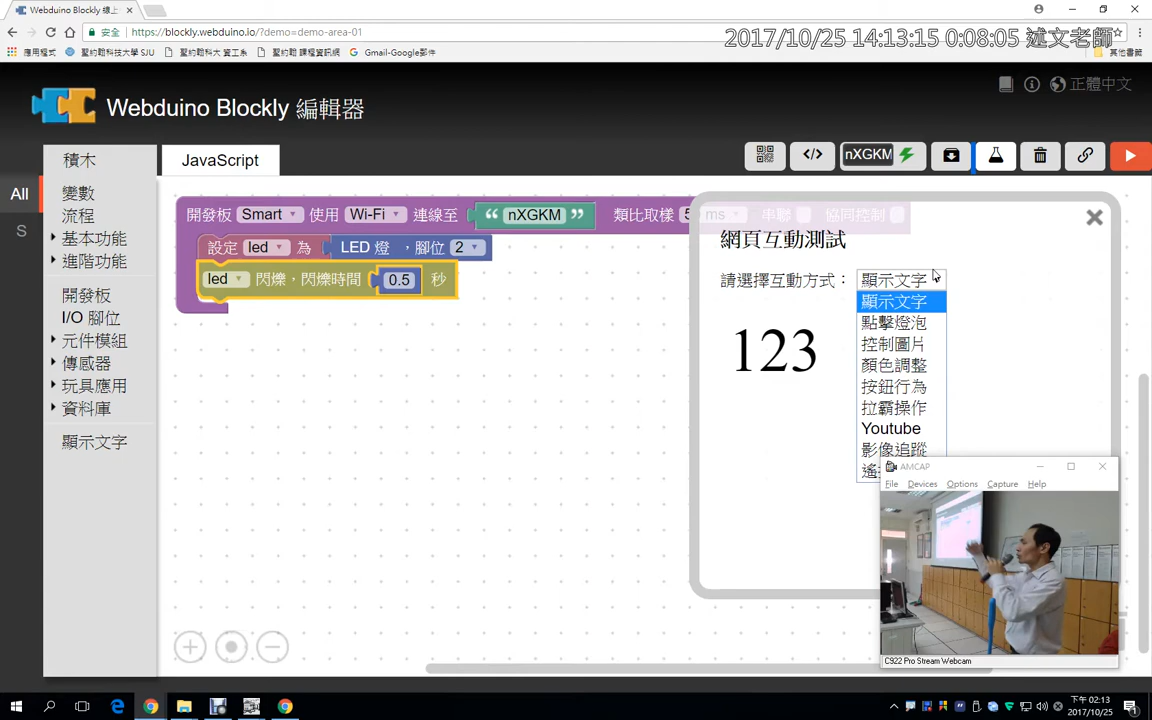 Webduino Blockly 線上
安全
https://blockly.webduino.io/?demo=demo-area-01
2017/10/25 14:13:15 0:08:05 述文老師
應用程式
聖約翰科技大學 SJU
聖約翰科大 資工系
聖約翰 課程資訊網
Gmail-Google郵件
其他書籤
Webduino Blockly 編輯器
正體中文
積木
JavaScript
</>
nXGKM
All
S
變數
流程
基本功能
進階功能
開發板
I/O 腳位
元件模組
傳感器
玩具應用
資料庫
顯示文字
開發板 Smart 使用 Wi-Fi 連線至 “ nXGKM ” 類比取樣 5 ms 串聯 協同控制
設定 led 為 LED 燈 ,腳位 2
led 閃爍,閃爍時間 0.5 秒
網頁互動測試
請選擇互動方式: 顯示文字
顯示文字
點擊燈泡
控制圖片
顏色調整
按鈕行為
拉霸操作
Youtube
影像追蹤
123
AMCAP
File Devices Options Capture Help
C922 Pro Stream Webcam
下午 02:13
2017/10/25